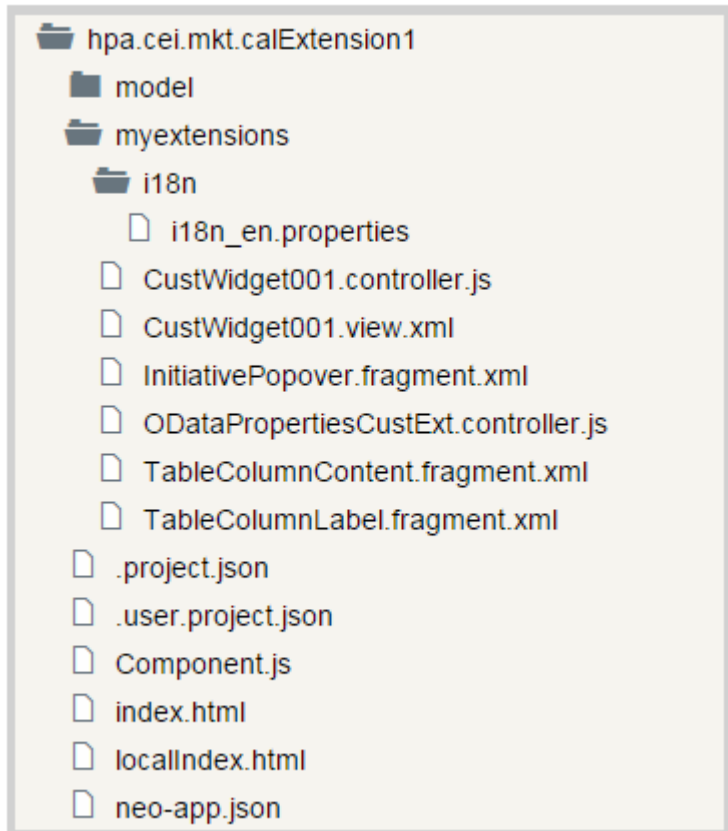 hpa.cei.mkt.calExtension1
model
myextensions
i18n
i18n_en.properties
CustWidget001.controller.js
CustWidget001.view.xml
InitiativePopover.fragment.xml
ODataPropertiesCustExt.controller.js
TableColumnContent.fragment.xml
TableColumnLabel.fragment.xml
.project.json
.user.project.json
Component.js
index.html
localIndex.html
neo-app.json